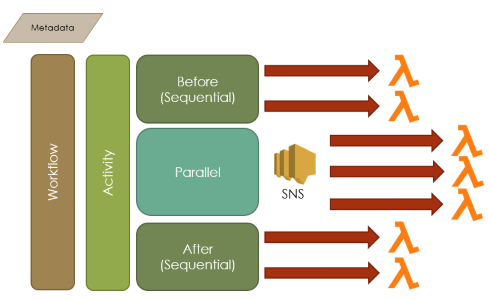 Metadata
Workflow
Activity
Before
(Sequential)
Parallel
SNS
After
(Sequential)